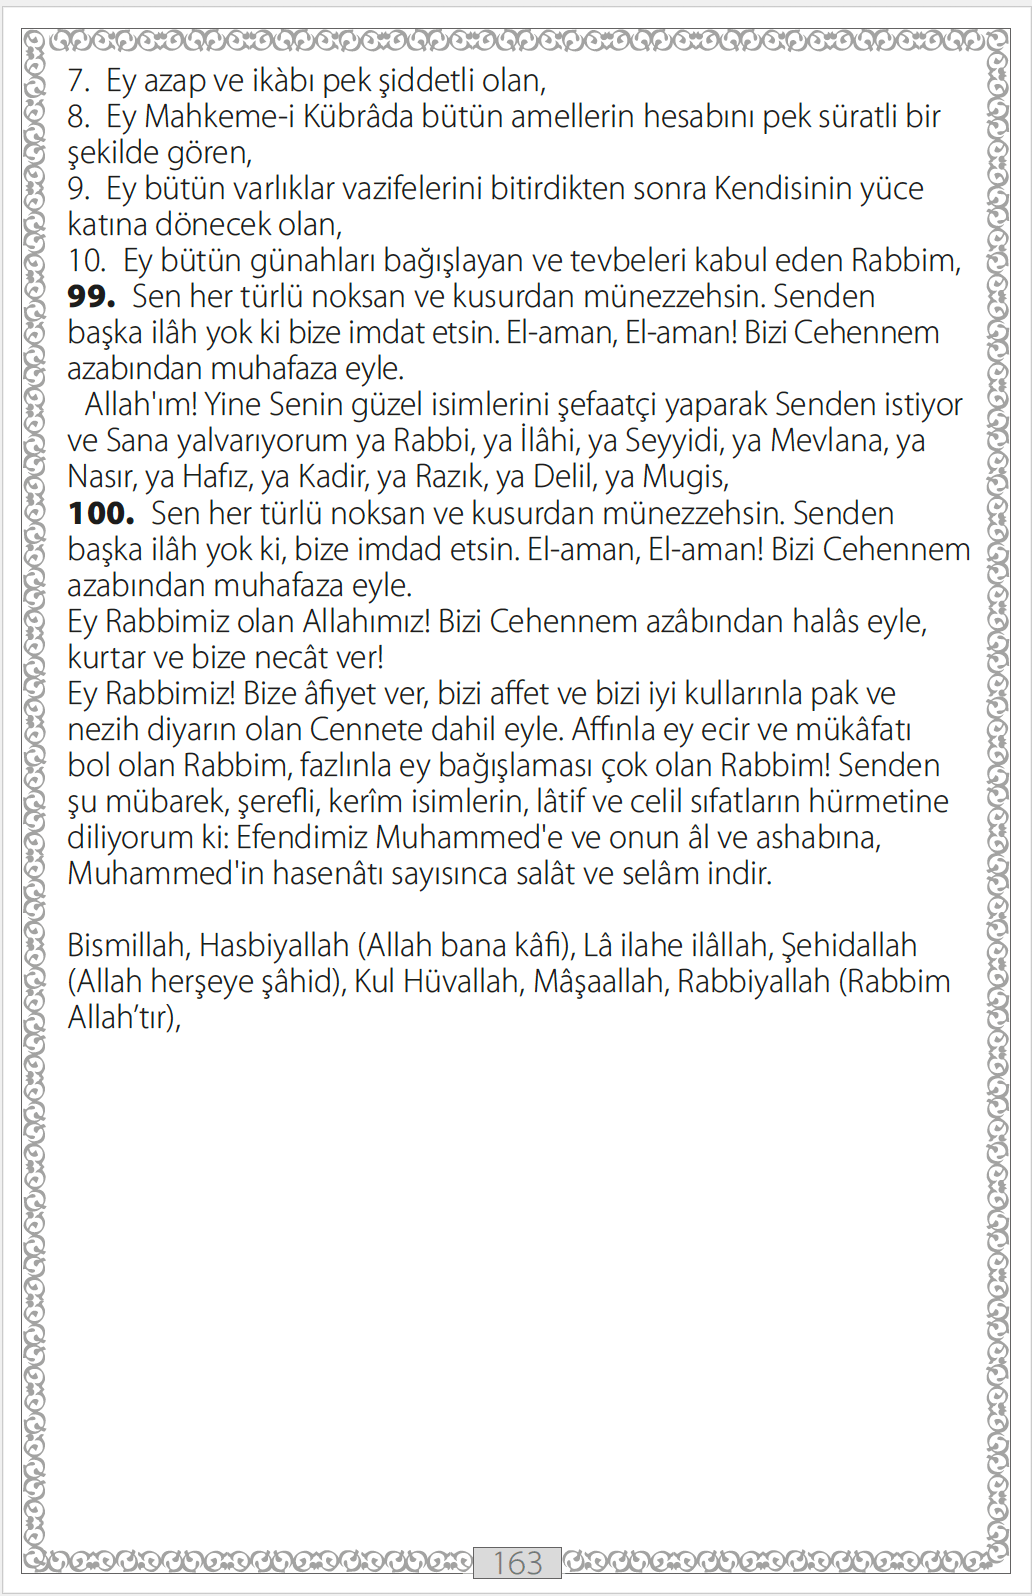 7.  Ey azap ve ikàbı pek şiddetli olan,
8.  Ey Mahkeme-i Kübrâda bütün amellerin hesabını pek süratli bir
şekilde gören,
9.  Ey bütün varlıklar vazifelerini bitirdikten sonra Kendisinin yüce
katına dönecek olan,
10.  Ey bütün günahları bağışlayan ve tevbeleri kabul eden Rabbim,
99.  Sen her türlü noksan ve kusurdan münezzehsin. Senden
başka ilâh yok ki bize imdat etsin. El-aman, El-aman! Bizi Cehennem
azabından muhafaza eyle.
Allah'ım! Yine Senin güzel isimlerini şefaatçi yaparak Senden istiyor
ve Sana yalvarıyorum ya Rabbi, ya İlâhi, ya Seyyidi, ya Mevlana, ya
Nasır, ya Hafız, ya Kadir, ya Razık, ya Delil, ya Mugis,
100.  Sen her türlü noksan ve kusurdan münezzehsin. Senden
başka ilâh yok ki, bize imdad etsin. El-aman, El-aman! Bizi Cehennem
azabından muhafaza eyle.
Ey Rabbimiz olan Allahımız! Bizi Cehennem azâbından halâs eyle,
kurtar ve bize necât ver!
Ey Rabbimiz! Bize âfiyet ver, bizi affet ve bizi iyi kullarınla pak ve
nezih diyarın olan Cennete dahil eyle. Affınla ey ecir ve mükâfatı
bol olan Rabbim, fazlınla ey bağışlaması çok olan Rabbim! Senden
şu mübarek, şerefli, kerîm isimlerin, lâtif ve celil sıfatların hürmetine
diliyorum ki: Efendimiz Muhammed'e ve onun âl ve ashabına,
Muhammed'in hasenâtı sayısınca salât ve selâm indir.
Bismillah, Hasbiyallah (Allah bana kâfi), Lâ ilahe ilâllah, Şehidallah
(Allah herşeye şâhid), Kul Hüvallah, Mâşaallah, Rabbiyallah (Rabbim
Allah’tır),
163